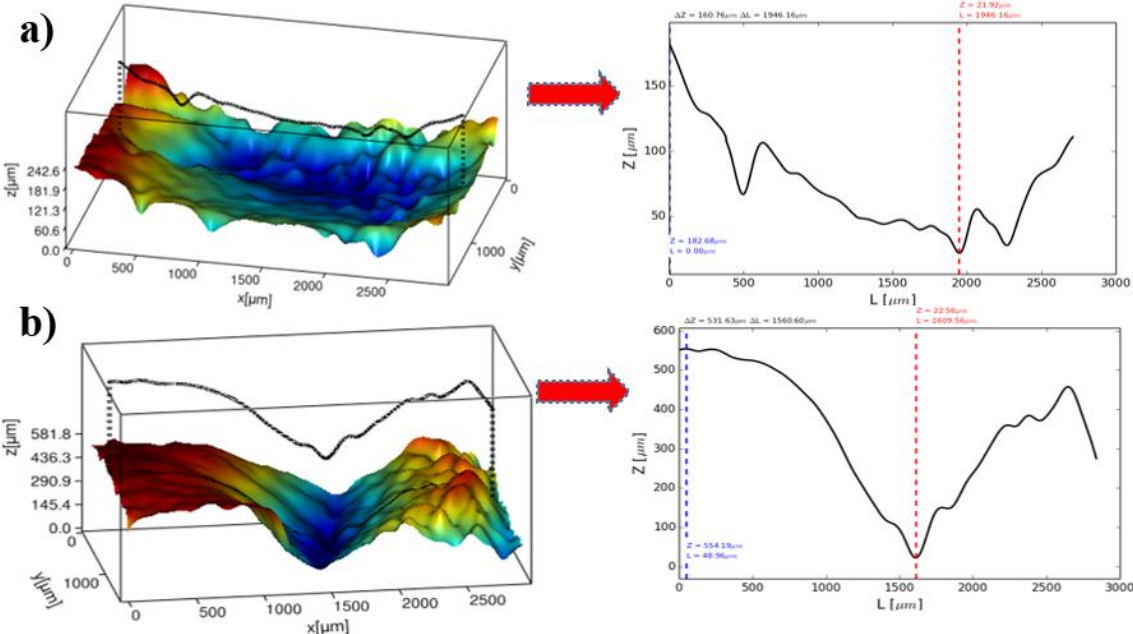 a)
z[µm]
242.6
181.9
121.3
60.6
0.0
0
500
1000
1500
2000
2500
x[µm]
0
1000
y[µm]
ΔZ = 160.76µm ΔL = 1946.16µm
Z = 21.92µm
L = 1946.16µm
Z [µm]
150
100
50
Z = 182.68µm
L = 0.00µm
0
500
1000
1500
2000
2500
3000
L [µm]
b)
z[µm]
581.8
436.3
290.9
145.4
0.0
0
1000
y[µm]
0
500
1000
1500
2000
2500
x[µm]
ΔZ = 531.63µm ΔL = 1560.60µm
Z = 22.56µm
L = 1609.56µm
Z [µm]
600
500
400
300
200
100
0
Z = 554.19µm
L = 48.96µm
0
500
1000
1500
2000
2500
3000
L [µm]